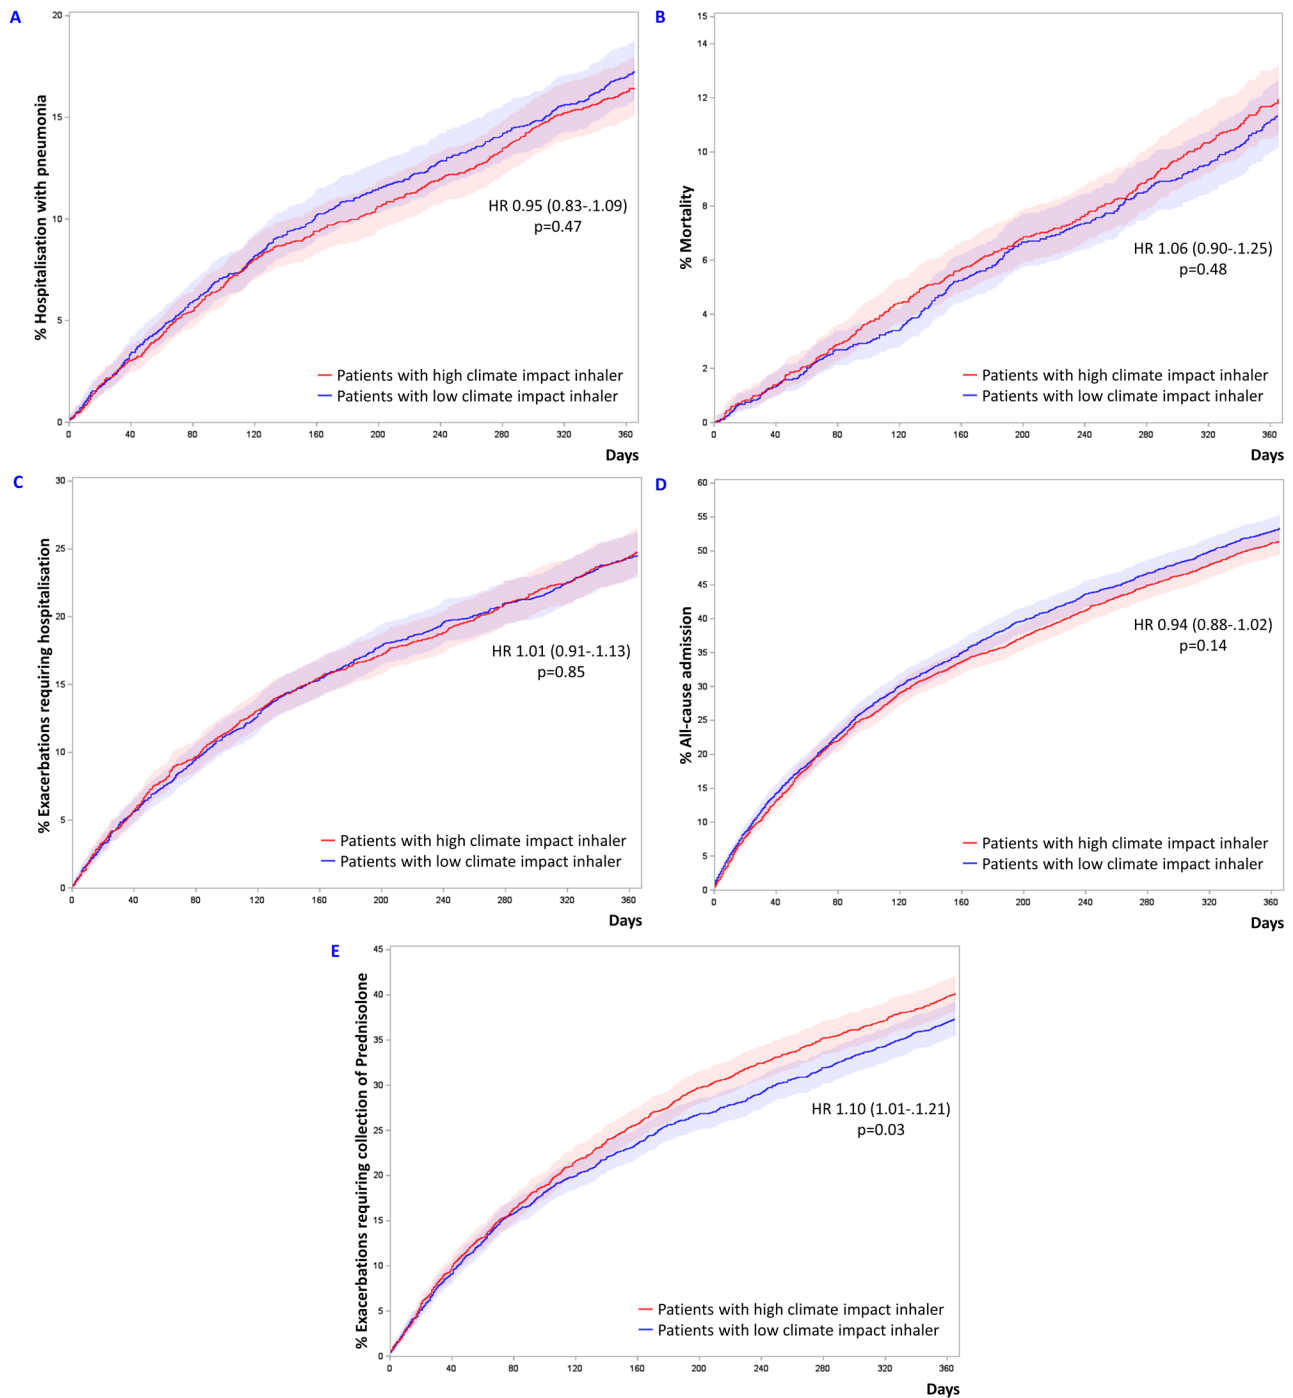 A
% Hospitalisation with pneumonia
20
15
10
5
0
0 40 80 120 160 200 240 280 320 360
Days
HR 0.95 (0.83-.1.09)
p=0.47
Patients with high climate impact inhaler
Patients with low climate impact inhaler
B
% Mortality
15
14
12
10
8
6
4
2
0
0 40 80 120 160 200 240 280 320 360
Days
HR 1.06 (0.90-.1.25)
p=0.48
Patients with high climate impact inhaler
Patients with low climate impact inhaler
C
% Exacerbations requiring hospitalisation
30
25
20
15
10
5
0
0 40 80 120 160 200 240 280 320 360
Days
HR 1.01 (0.91-.1.13)
p=0.85
Patients with high climate impact inhaler
Patients with low climate impact inhaler
D
% All-cause admission
60
55
50
45
40
35
30
25
20
15
10
5
0
0 40 80 120 160 200 240 280 320 360
Days
HR 0.94 (0.88-.1.02)
p=0.14
Patients with high climate impact inhaler
Patients with low climate impact inhaler
E
% Exacerbations requiring collection of Prednisolone
45
40
35
30
25
20
15
10
5
0
0 40 80 120 160 200 240 280 320 360
Days
HR 1.10 (1.01-.1.21)
p=0.03
Patients with high climate impact inhaler
Patients with low climate impact inhaler